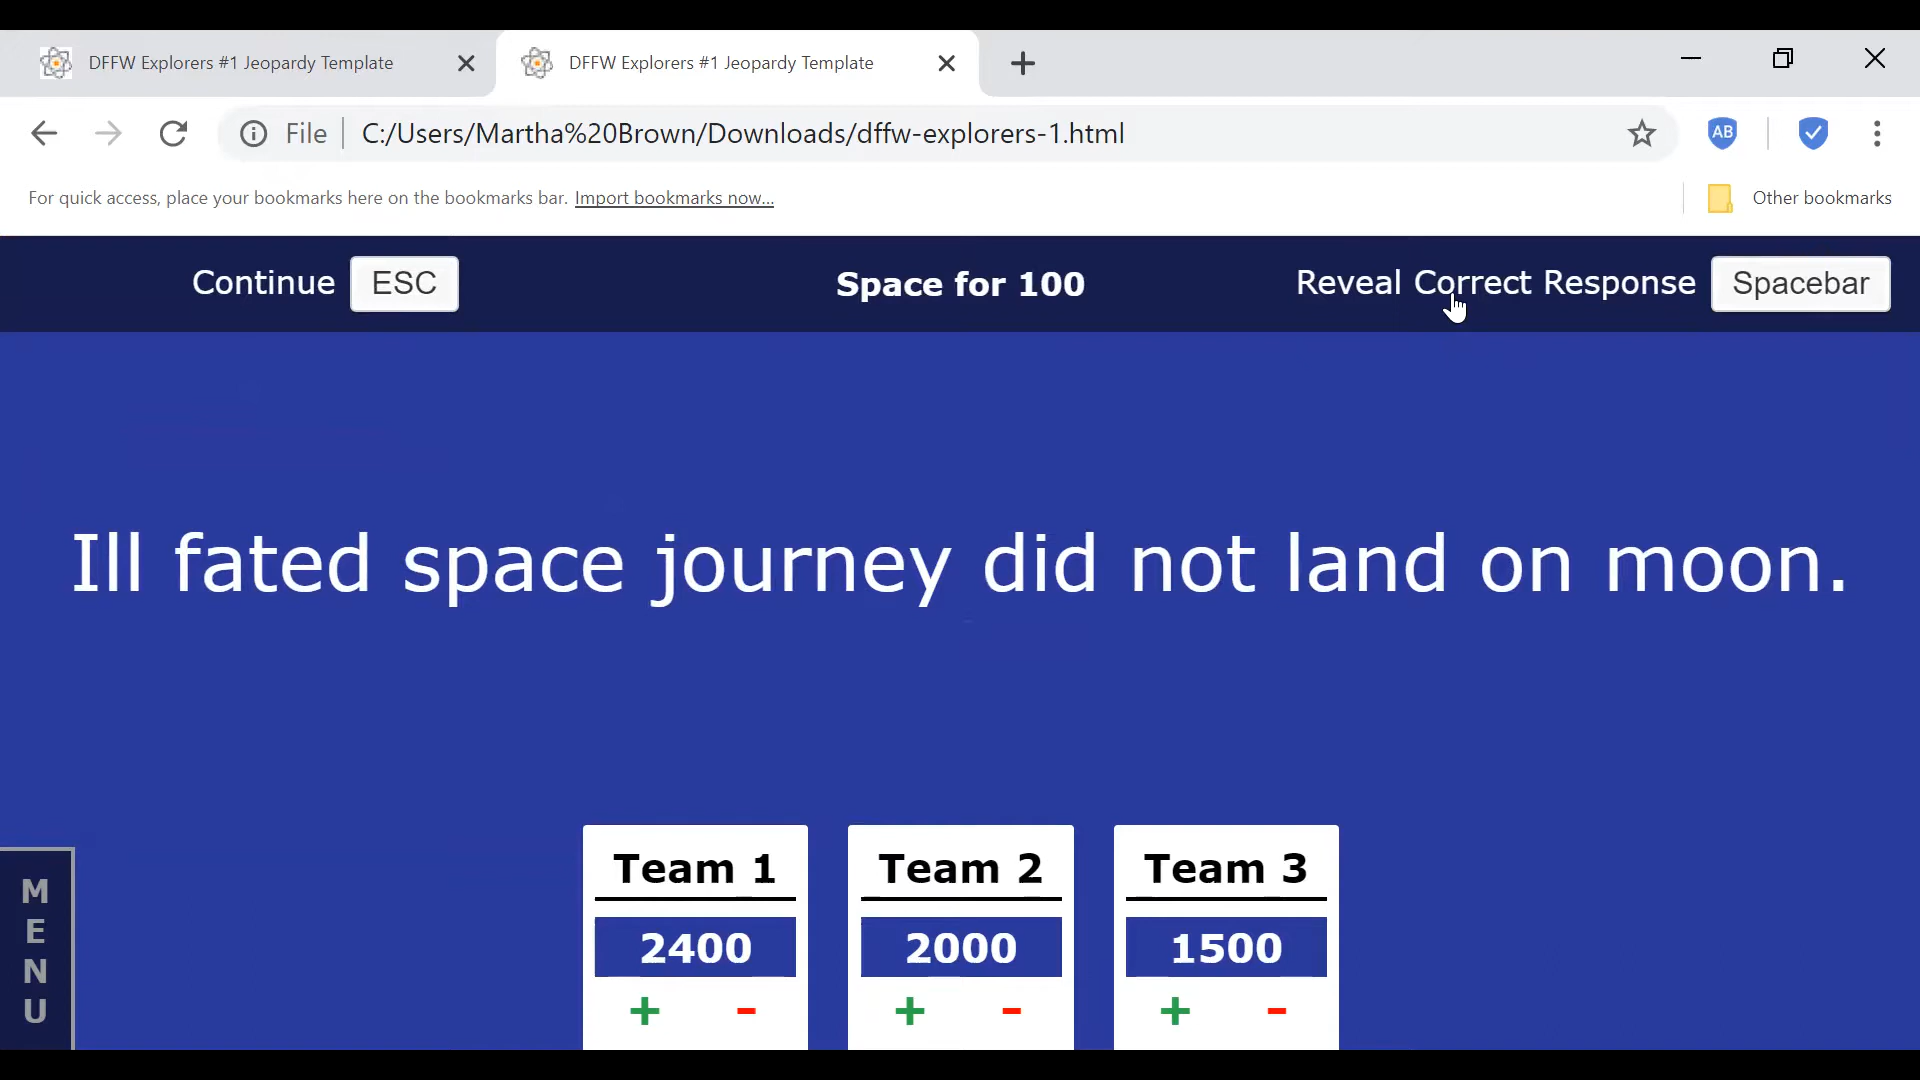 DFFW Explorers #1 Jeopardy Template
DFFW Explorers #1 Jeopardy Template
File
C:/Users/Martha%20Brown/Downloads/dffw-explorers-1.html
AB
For quick access, place your bookmarks here on the bookmarks bar. Import bookmarks now...
Other bookmarks
Continue ESC
Space for 100
Reveal Correct Response Spacebar
Ill fated space journey did not land on moon.
MENU
Team 1
2400
+ -
Team 2
2000
+ -
Team 3
1500
+ -